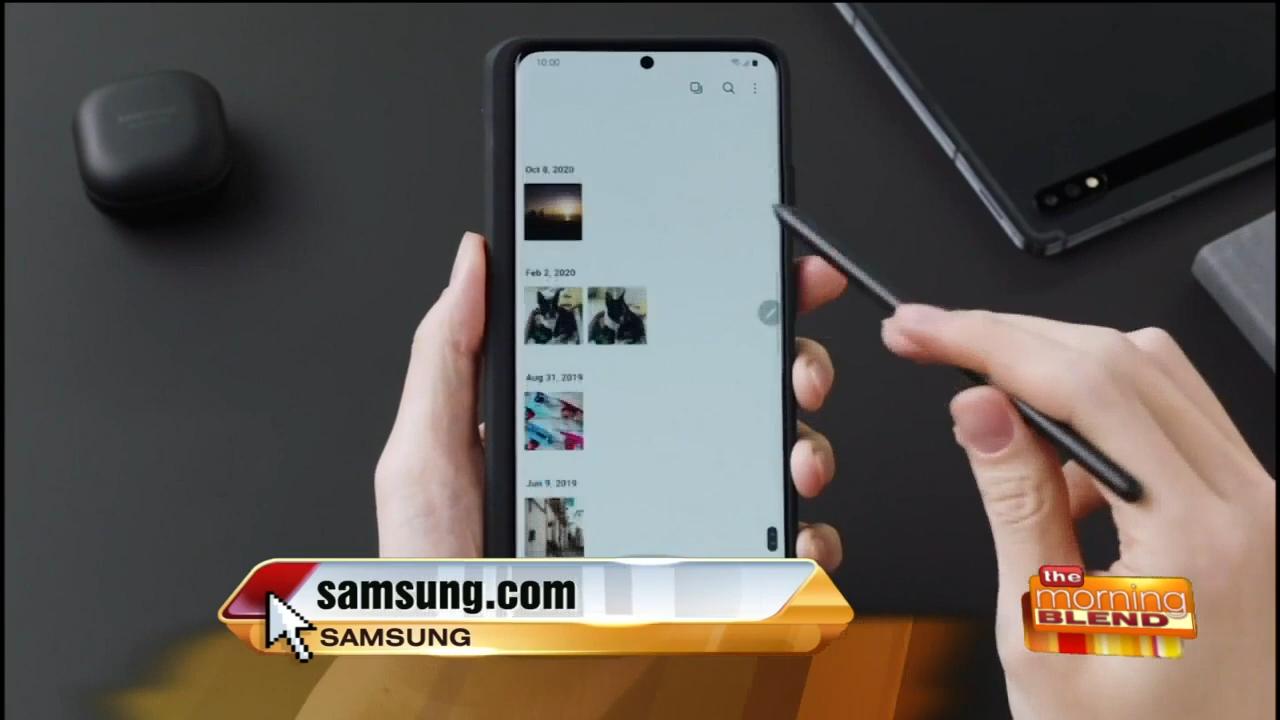 10:00
Oct 8, 2020
Feb 2, 2020
Aug 31, 2019
Jun 9, 2019
samsung.com
SAMSUNG
the
morning
BLEND